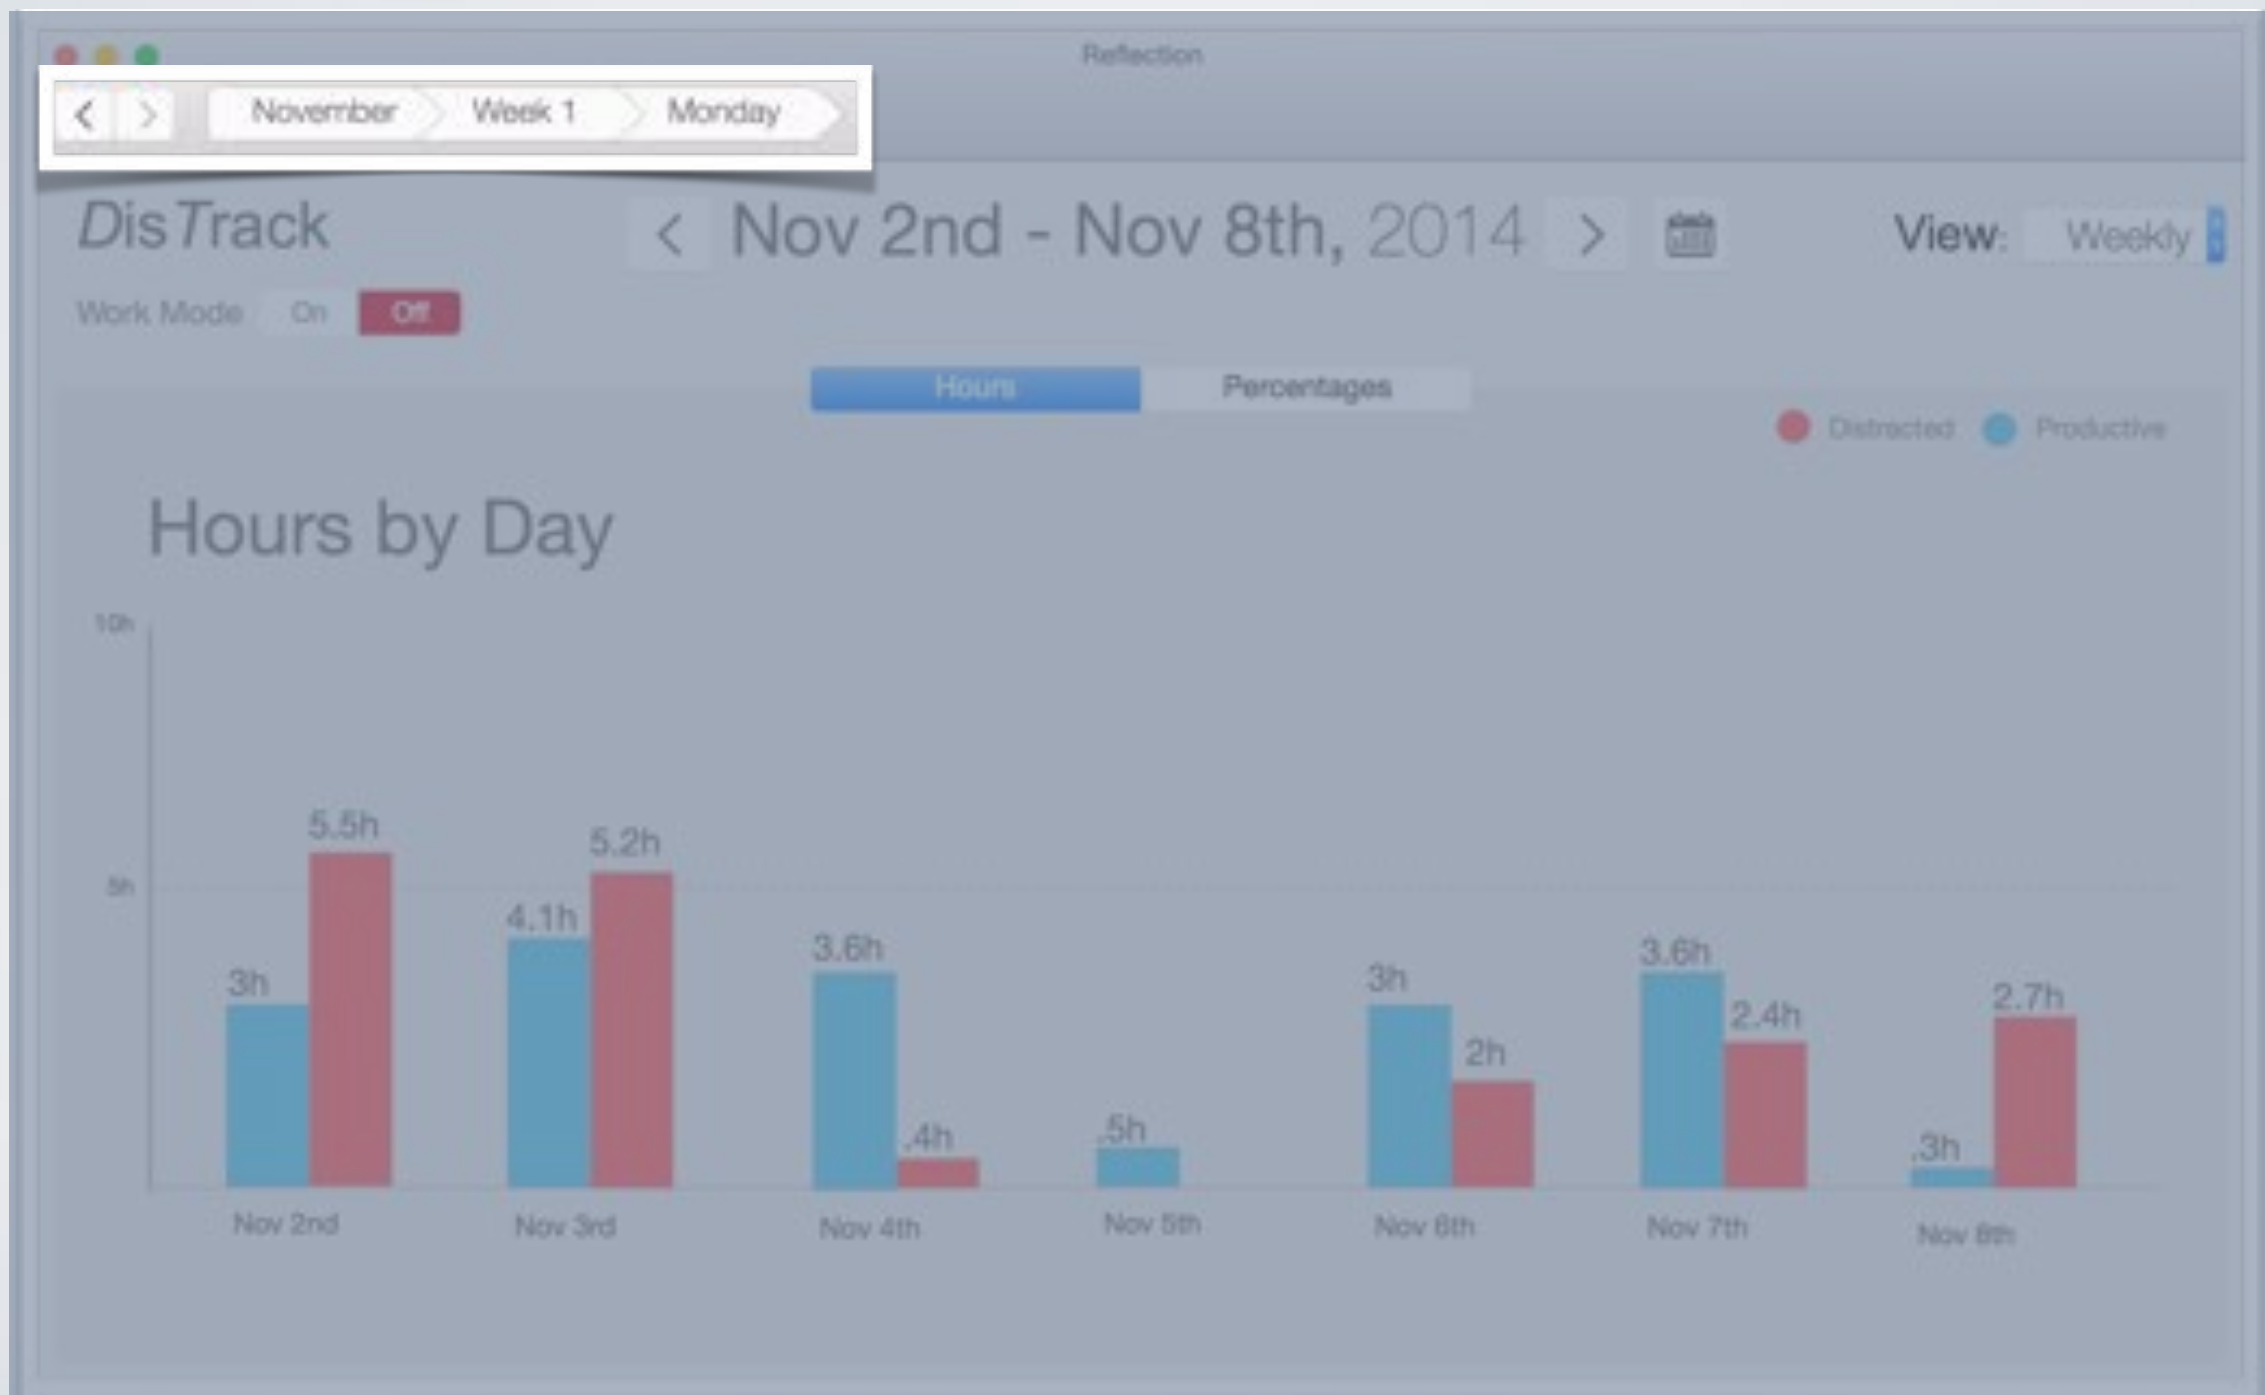 Reflection
November Week 1 Monday
DisTrack
Nov 2nd - Nov 8th, 2014
View: Weekly
Work Mode On Off
Hours Percentages
Distracted Productive
Hours by Day
10h
5h
3h
5.5h
4.1h
5.2h
3.6h
.4h
.5h
3h
2h
3.6h
2.4h
.3h
2.7h
Nov 2nd
Nov 3rd
Nov 4th
Nov 5th
Nov 6th
Nov 7th
Nov 8th